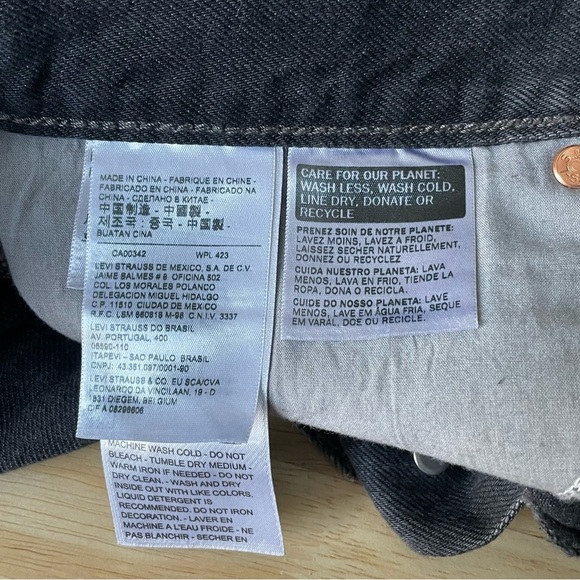 MADE IN CHINA - FABRIQUE EN CHINE -
FABRICADO EN CHINA - FABRICADO NA
CHINA - СДЕЛАНО В КИТАЕ -
中国制造 - 中國製
제조국: 중국 - 中国製 -
BUATAN CINA
CA00342 WPL 423
LEVI STRAUSS DE MEXICO, S.A. DE C.V.
JAIME BALMES # 8 OFICINA 502
COL. LOS MORALES POLANCO
DELEGACION MIGUEL HIDALGO
C.P. 11510 CIUDAD DE MEXICO
R.F.C. LSM 860818 M-98 C.N.I.V. 3337
LEVI STRAUSS DO BRASIL
AV. PORTUGAL, 400
06690-110
ITAPEVI - SAO PAULO BRASIL
CNPJ: 43.351.097/0001-90
LEVI STRAUSS & CO. EU SCA/CVA
LEONARDO DA VINCILAAN, 19 - D
1831 DIEGEM, BELGIUM
MACHINE WASH COLD - DO NOT
BLEACH - TUMBLE DRY MEDIUM -
WARM IRON IF NEEDED - DO NOT
DRY CLEAN. - WASH AND DRY
INSIDE OUT WITH LIKE COLORS.
LIQUID DETERGENT IS
RECOMMENDED. DO NOT IRON
DECORATION. - LAVER EN
MACHINE A L'EAU FROIDE - NE
PAS BLANCHIR - SECHER EN
CARE FOR OUR PLANET:
WASH LESS, WASH COLD,
LINE DRY, DONATE OR
RECYCLE
PRENEZ SOIN DE NOTRE PLANETE:
LAVEZ MOINS, LAVEZ A FROID,
LAISSEZ SECHER NATURELLEMENT,
DONNEZ OU RECYCLEZ
CUIDA NUESTRO PLANETA: LAVA
MENOS, LAVA EN FRIO, TIENDE LA
ROPA, DONA O RECICLA.
CUIDE DO NOSSO PLANETA: LAVE
MENOS, LAVE EM ÁGUA FRIA, SEQUE
EM VARAL, DOE OU RECICLE.